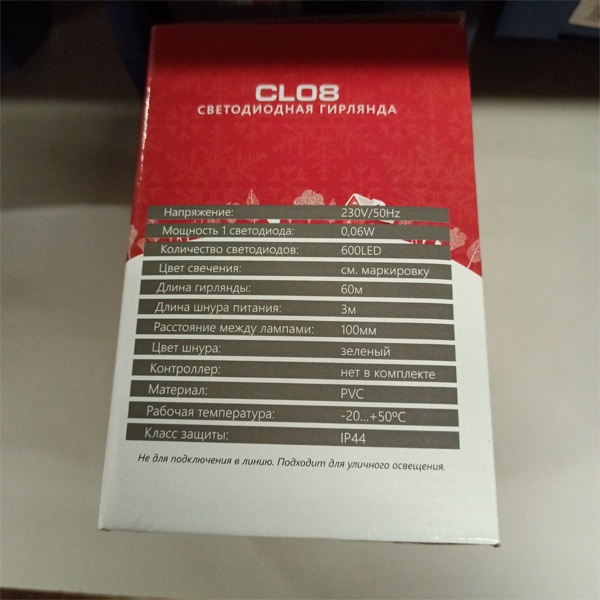 CL08
СВЕТОДИОДНАЯ ГИРЛЯНДА
Напряжение: 230V/50Hz
Мощность 1 светодиода: 0,06W
Количество светодиодов: 600LED
Цвет свечения: см. маркировку
Длина гирлянды: 60м
Длина шнура питания: 3м
Расстояние между лампами: 100мм
Цвет шнура: зеленый
Контроллер: нет в комплекте
Материал: PVC
Рабочая температура: -20...+50ºC
Класс защиты: IP44
Не для подключения в линию. Подходит для уличного освещения.